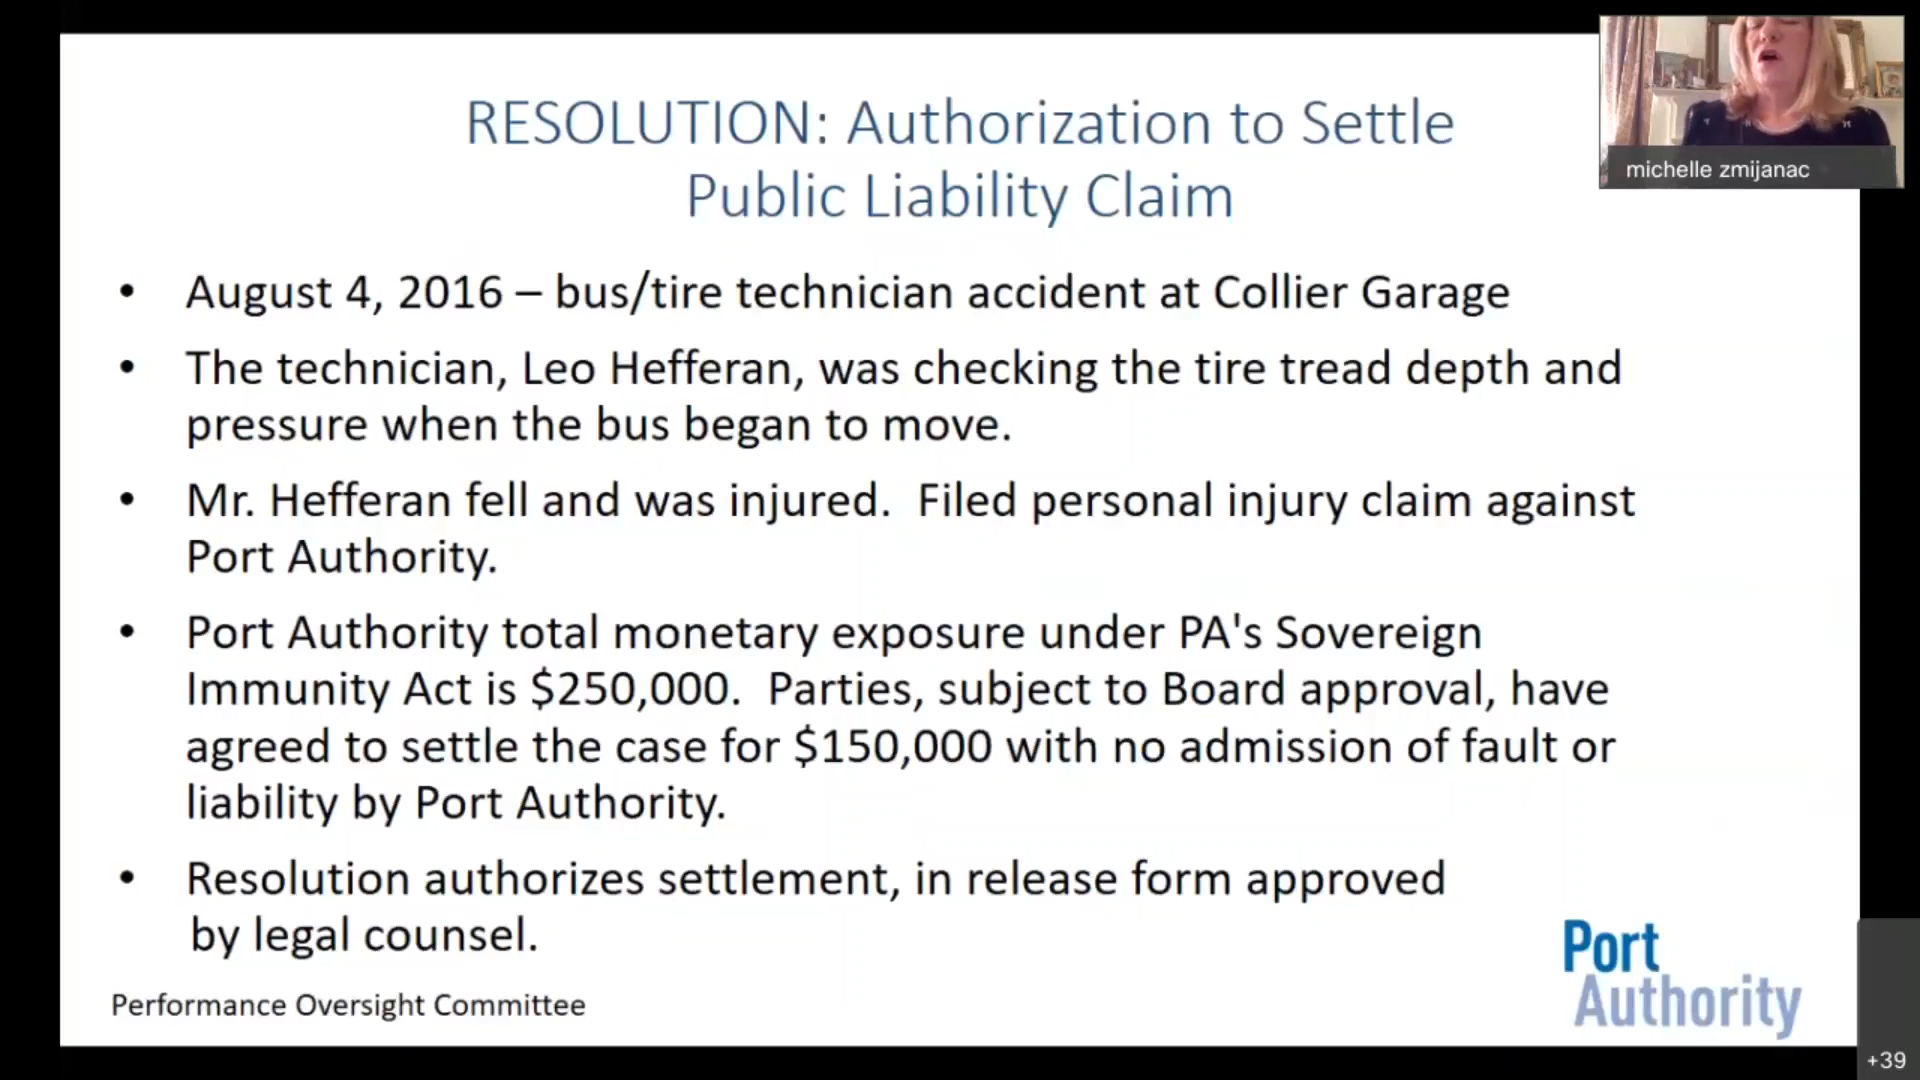 RESOLUTION: Authorization to Settle
Public Liability Claim
michelle zmijanac
• August 4, 2016 – bus/tire technician accident at Collier Garage
• The technician, Leo Hefferan, was checking the tire tread depth and
pressure when the bus began to move.
• Mr. Hefferan fell and was injured.  Filed personal injury claim against
Port Authority.
• Port Authority total monetary exposure under PA's Sovereign
Immunity Act is $250,000.  Parties, subject to Board approval, have
agreed to settle the case for $150,000 with no admission of fault or
liability by Port Authority.
• Resolution authorizes settlement, in release form approved
by legal counsel.
Performance Oversight Committee
Port
Authority
+39